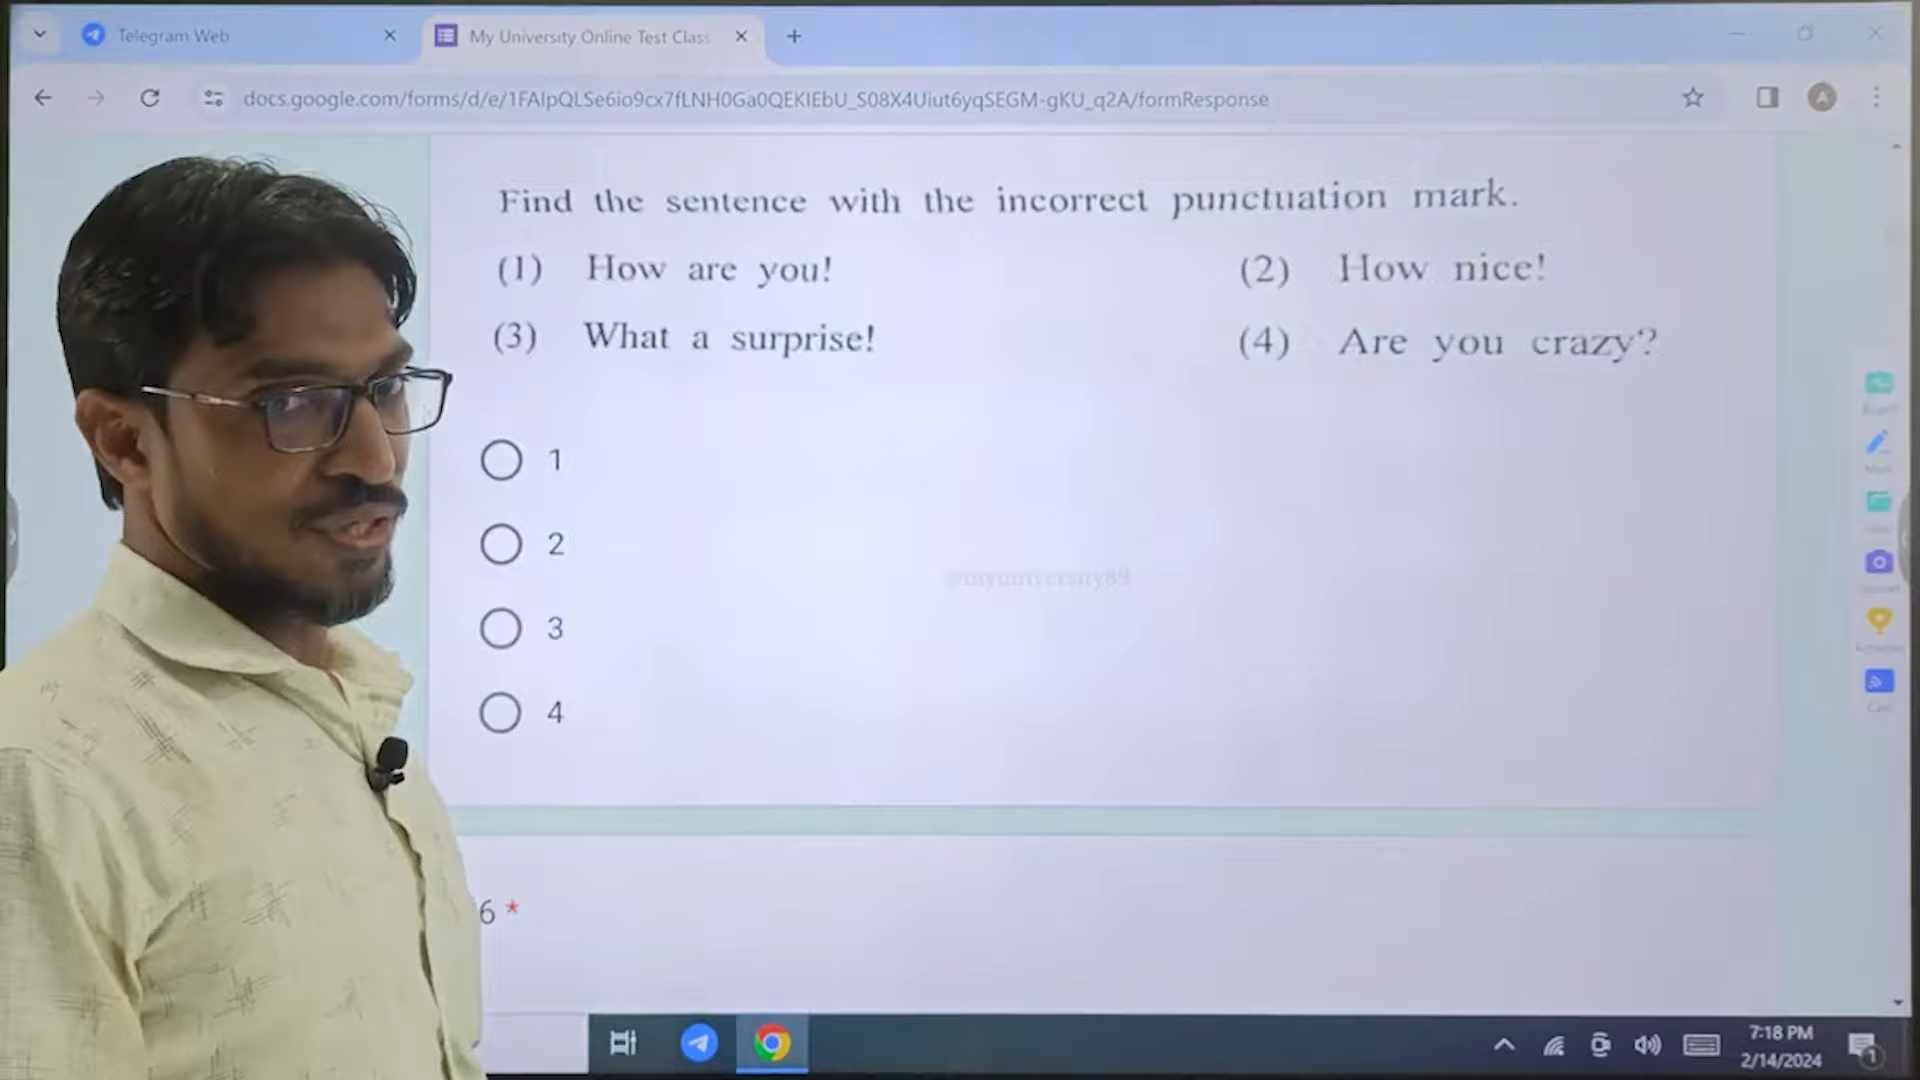 Telegram Web
My University Online Test Class
docs.google.com/forms/d/e/1FAIpQLSe6io9cx7fLNH0Ga0QEKIEbU_S08X4Uiut6yqSEGM-gKU_q2A/formResponse
A
Find the sentence with the incorrect punctuation mark.
(1) How are you! (2) How nice!
(3) What a surprise! (4) Are you crazy?
1
2
3
4
@myuniversity89
6 *
7:18 PM
2/14/2024
1